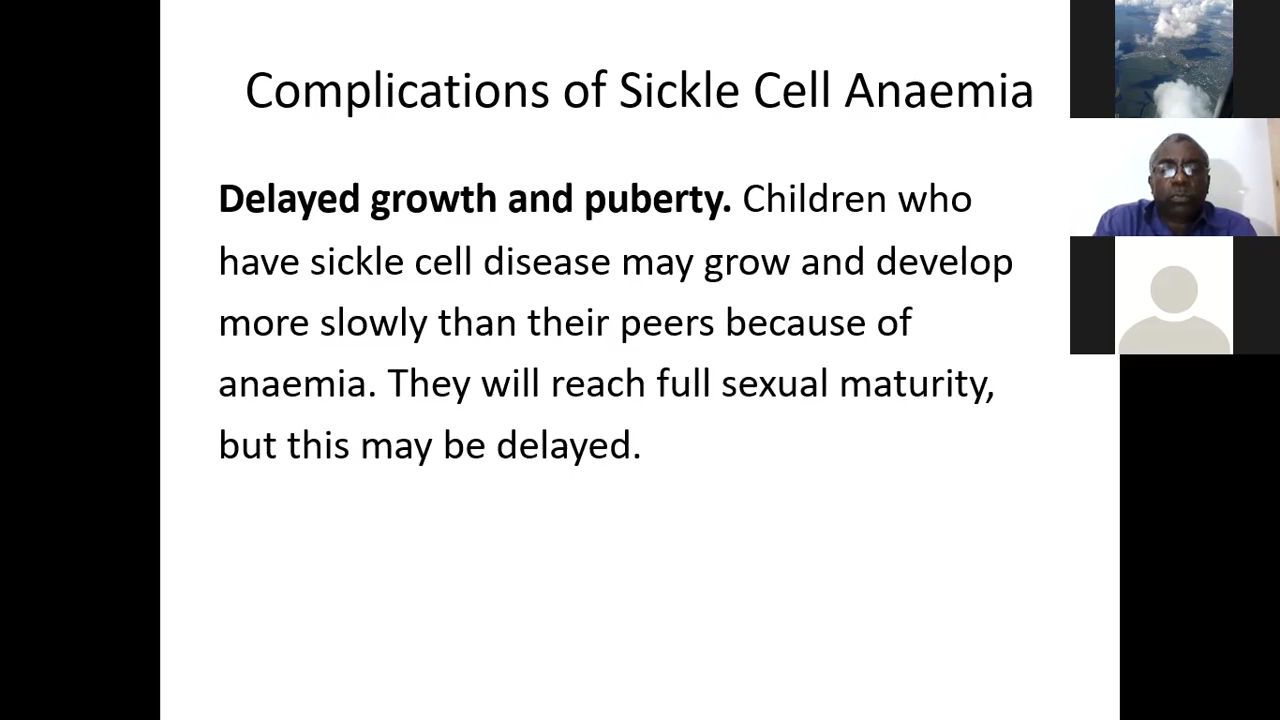 Complications of Sickle Cell Anaemia
Delayed growth and puberty. Children who
have sickle cell disease may grow and develop
more slowly than their peers because of
anaemia. They will reach full sexual maturity,
but this may be delayed.